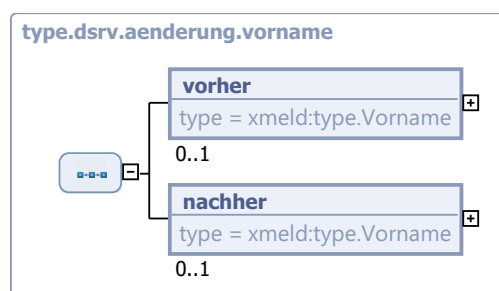 type.dsrv.aenderung.vorname
vorher
type = xmeld:type.Vorname
0..1
nachher
type = xmeld:type.Vorname
0..1